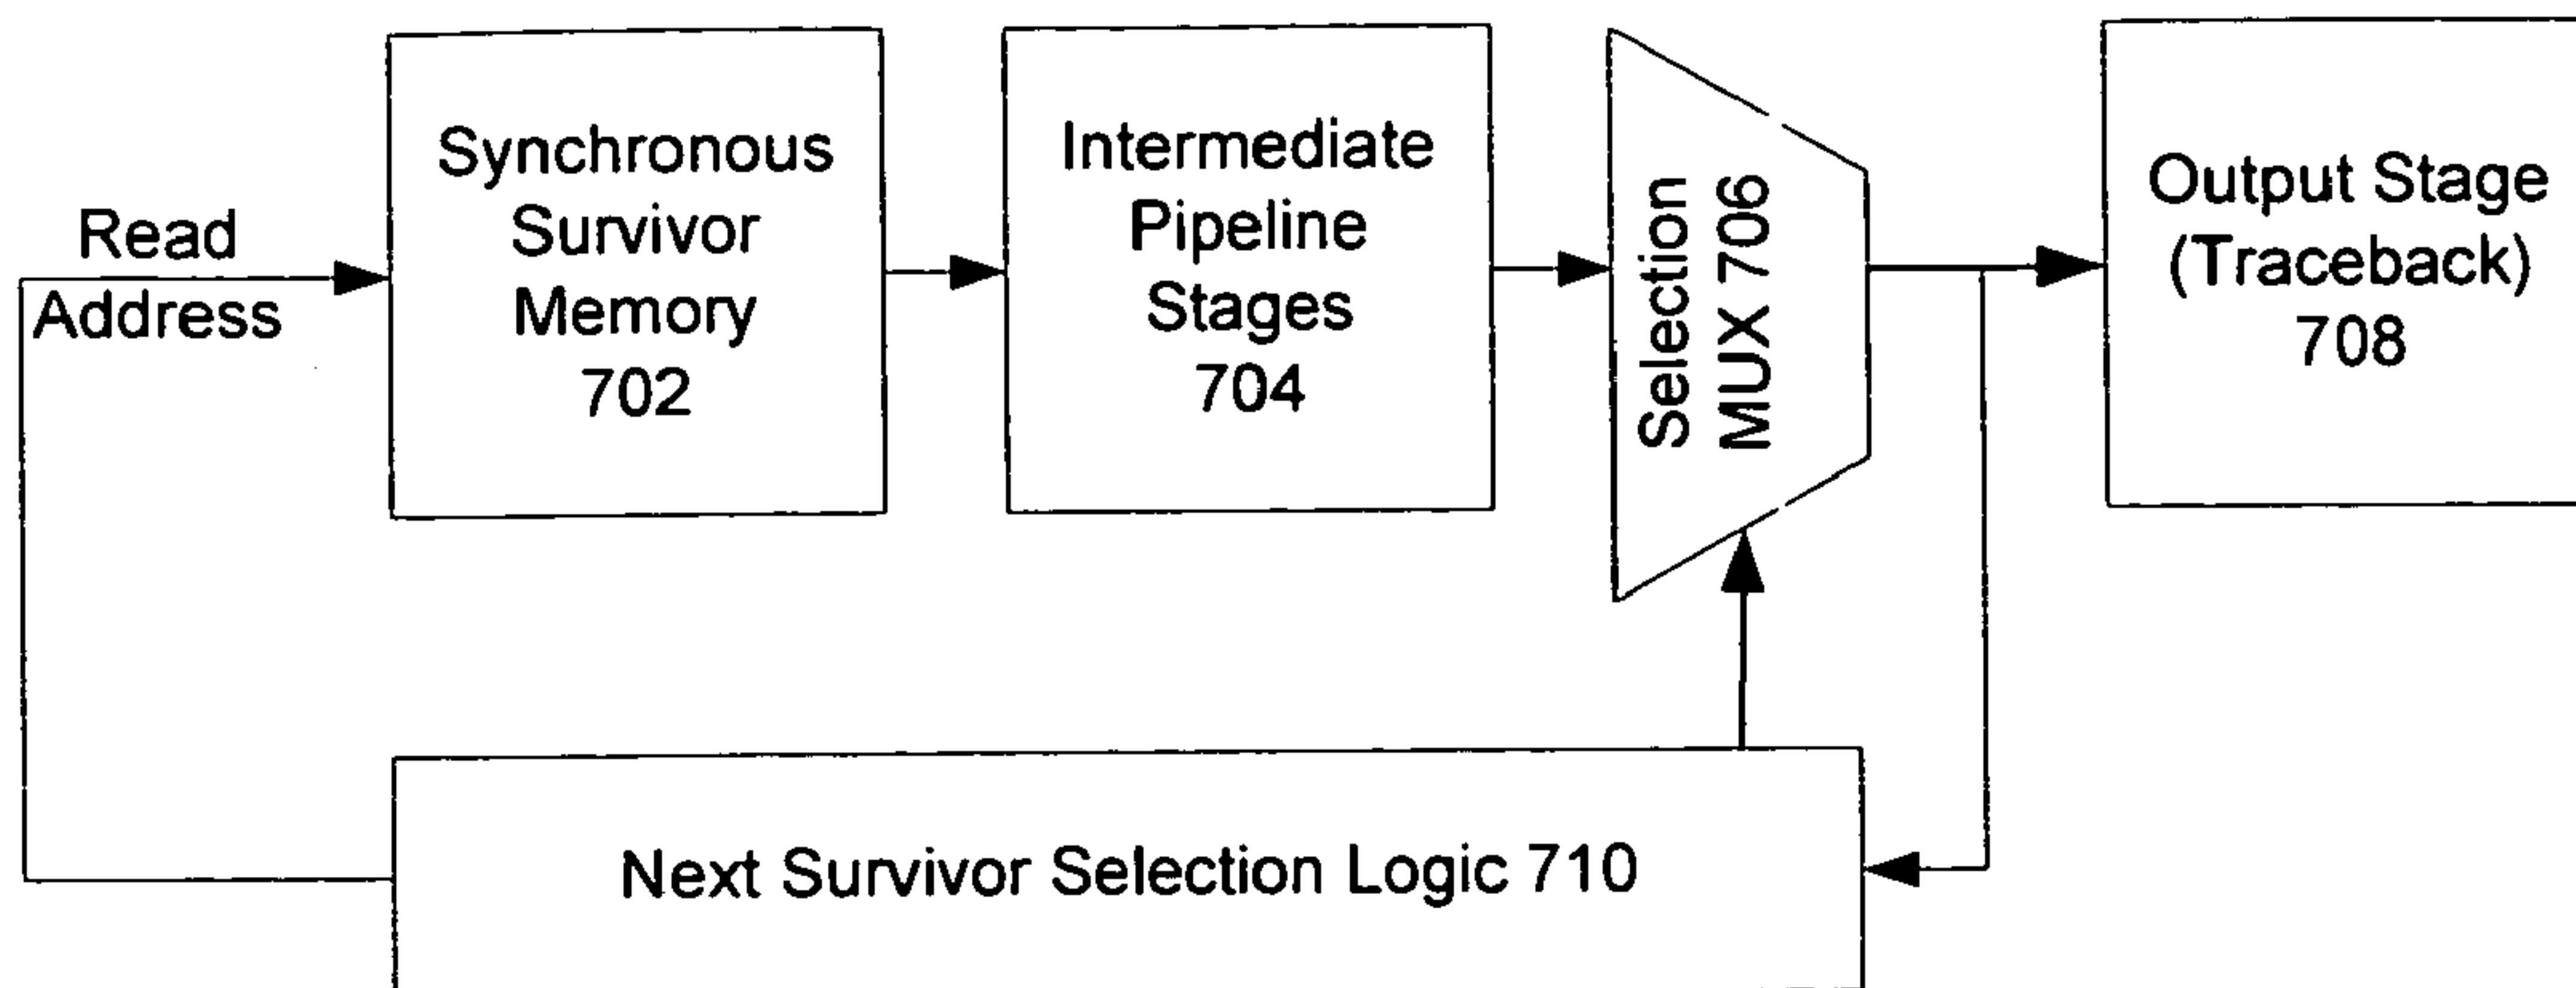 Read
Address
Synchronous
Survivor
Memory
702
Intermediate
Pipeline
Stages
704
Selection
MUX 706
Output Stage
(Traceback)
708
Next Survivor Selection Logic 710